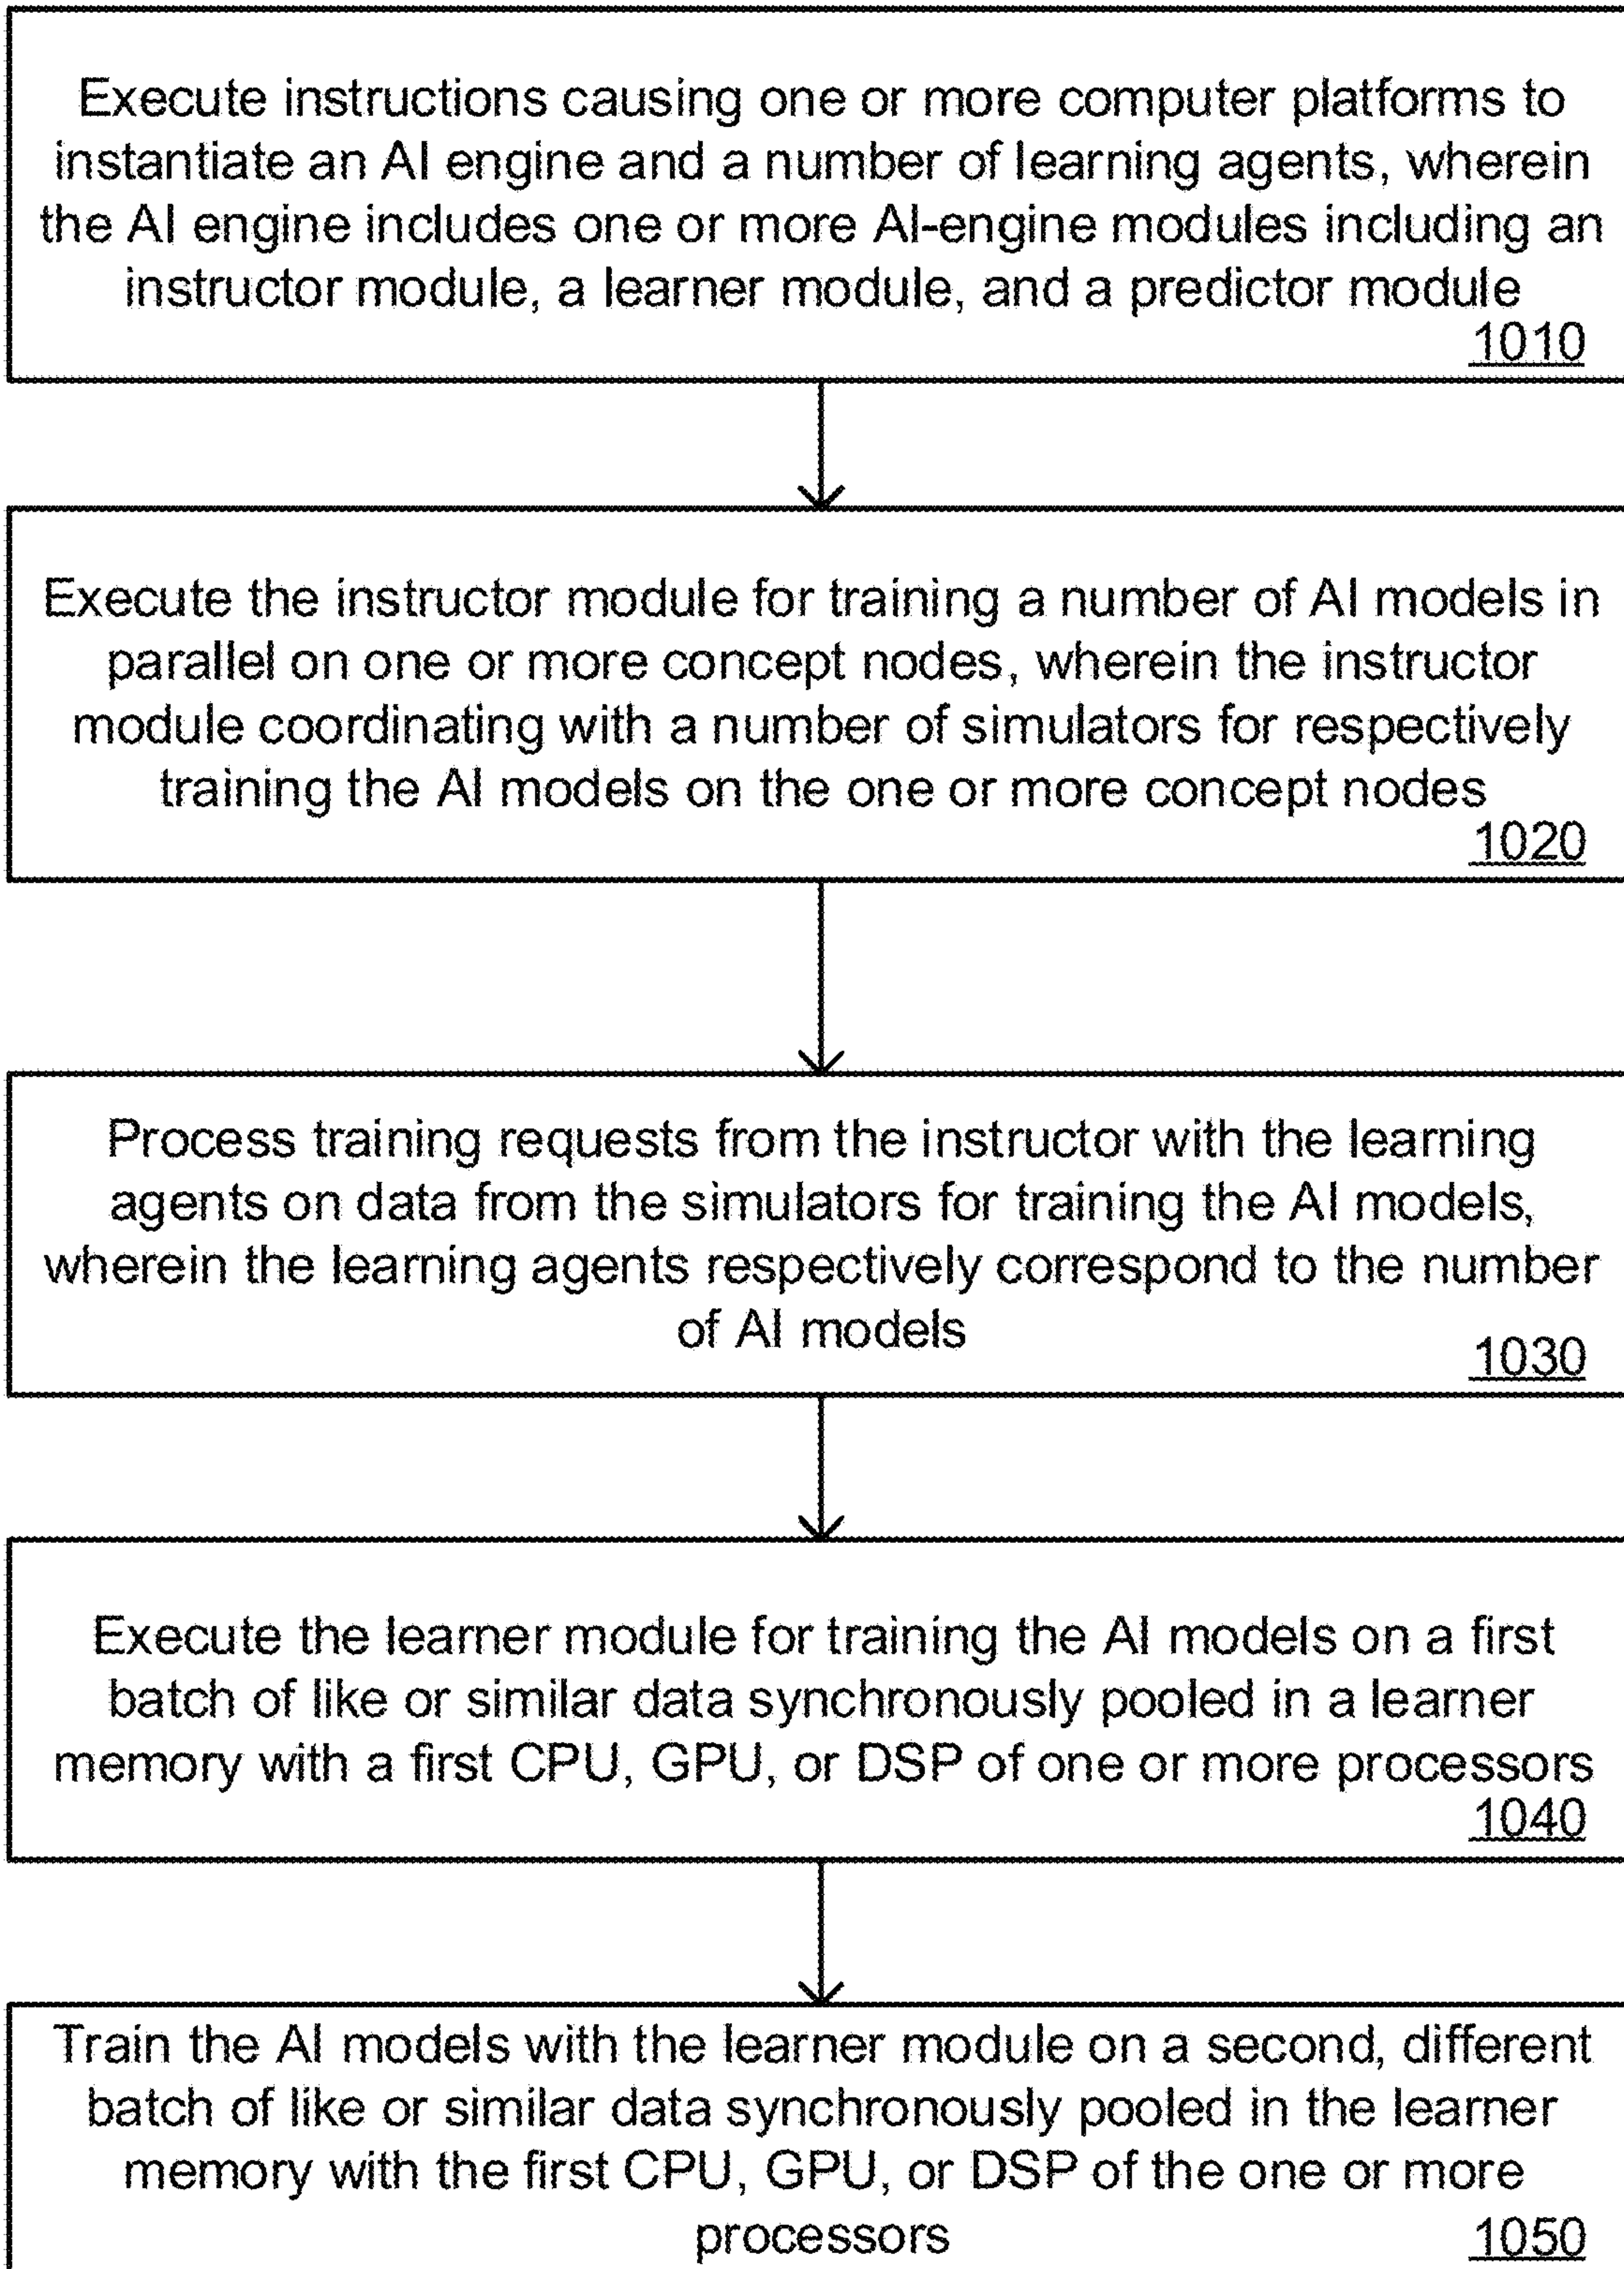 Execute instructions causing one or more computer platforms to
instantiate an AI engine and a number of learning agents, wherein
the AI engine includes one or more AI-engine modules including an
instructor module, a learner module, and a predictor module
1010
Execute the instructor module for training a number of AI models in
parallel on one or more concept nodes, wherein the instructor
module coordinating with a number of simulators for respectively
training the AI models on the one or more concept nodes
1020
Process training requests from the instructor with the learning
agents on data from the simulators for training the AI models,
wherein the learning agents respectively correspond to the number
of AI models
1030
Execute the learner module for training the AI models on a first
batch of like or similar data synchronously pooled in a learner
memory with a first CPU, GPU, or DSP of one or more processors
1040
Train the AI models with the learner module on a second, different
batch of like or similar data synchronously pooled in the learner
memory with the first CPU, GPU, or DSP of the one or more
processors
1050